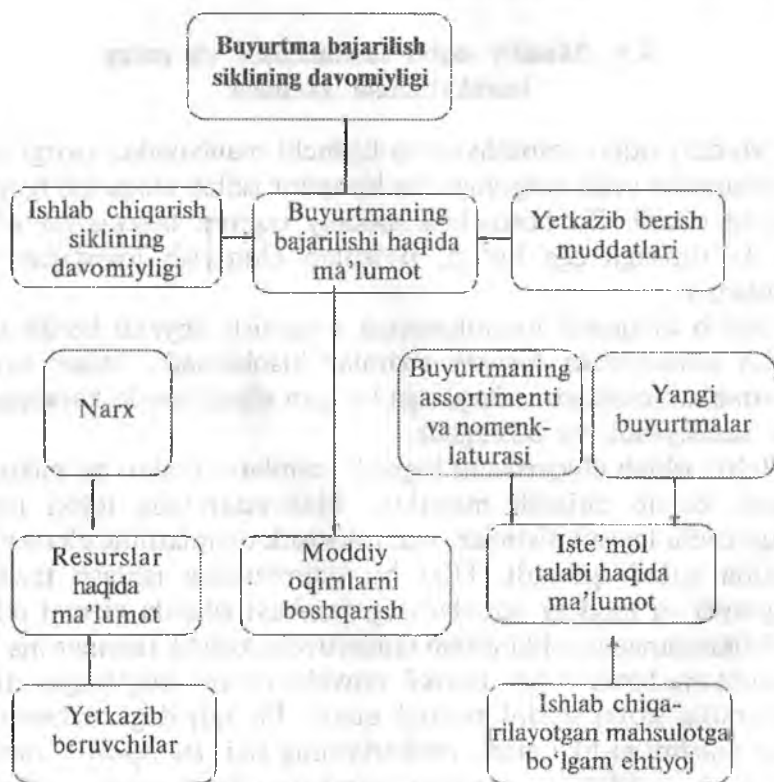 Buyurtma bajarilish
siklining davomiyligi
Ishlab chiqarish
siklining
davomiyligi
Buyurtmaning
bajarilishi haqida
ma'lumot
Yetkazib berish
muddatlari
Narx
Buyurtmaning
assortimenti
va nomenk-
laturasi
Yangi
buyurtmalar
Resurslar
haqida
ma'lumot
Moddiy
oqimlarni
boshqarish
Iste'mol
talabi haqida
ma'lumot
Yetkazib
beruvchilar
Ishlab chiqa-
rilayotgan mahsulotga
bo'lgam ehtiyoj